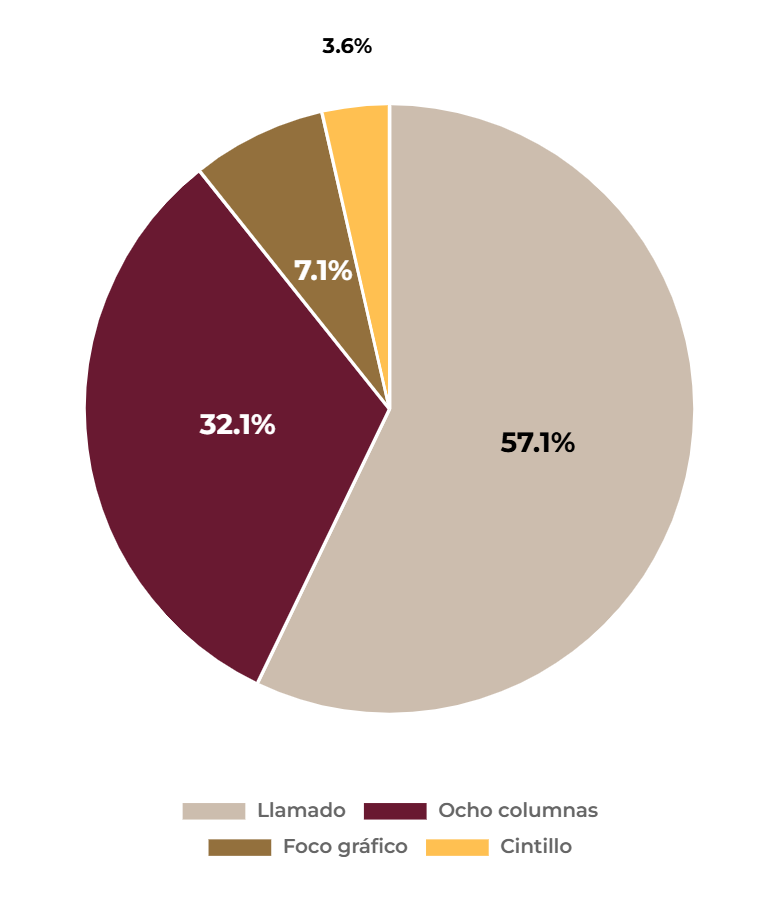 3.6%
7.1%
32.1%
57.1%
Llamado Ocho columnas
Foco gráfico Cintillo